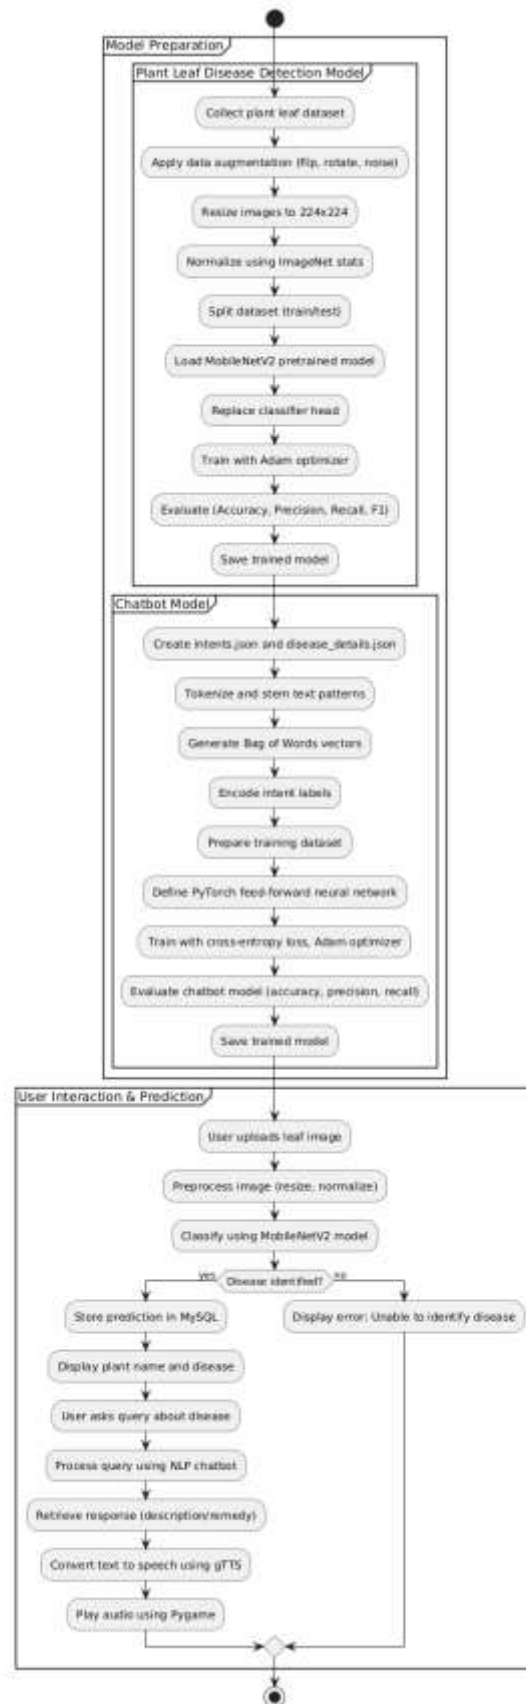 Model Preparation
Plant Leaf Disease Detection Model
Collect plant leaf dataset
Apply data augmentation (flip, rotate, noise)
Resize images to 224x224
Normalize using ImageNet stats
Split dataset (train/test)
Load MobileNetV2 pretrained model
Replace classifier head
Train with Adam optimizer
Evaluate (Accuracy, Precision, Recall, F1)
Save trained model
Chatbot Model
Create intents.json and disease_details.json
Tokenize and stem text patterns
Generate Bag of Words vectors
Encode intent labels
Prepare training dataset
Define PyTorch feed-forward neural network
Train with cross-entropy loss, Adam optimizer
Evaluate chatbot model (accuracy, precision, recall)
Save trained model
User Interaction & Prediction
User uploads leaf image
Preprocess image (resize, normalize)
Classify using MobileNetV2 model
yes
Disease identified?
no
Store prediction in MySQL
Display error: Unable to identify disease
Display plant name and disease
User asks query about disease
Process query using NLP chatbot
Retrieve response (description/remedy)
Convert text to speech using gTTS
Play audio using Pygame